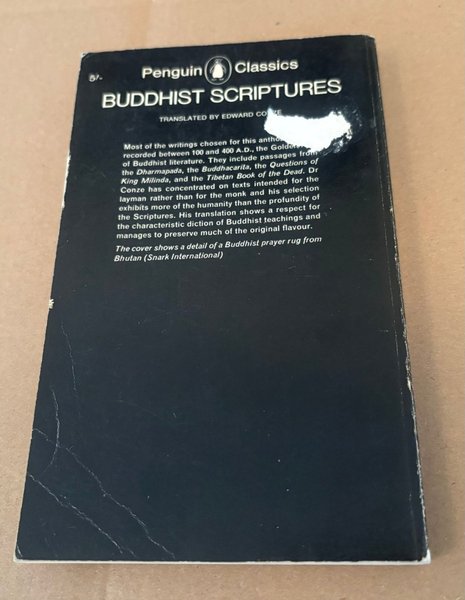 5/-
Penguin Classics
BUDDHIST SCRIPTURES
TRANSLATED BY EDWARD
Most of the writings chosen for this
recorded between 100 and 400 A.D., the Golden
of Buddhist literature. They include passages from
the Dharmapada, the Buddhacarita, the Questions of
King Milinda, and the Tibetan Book of the Dead. Dr
Conze has concentrated on texts intended for the
layman rather than for the monk and his selection
exhibits more of the humanity than the profundity of
the Scriptures. His translation shows a respect for
the characteristic diction of Buddhist teachings and
manages to preserve much of the original flavour.
The cover shows a detail of a Buddhist prayer rug from
Bhutan (Snark International)